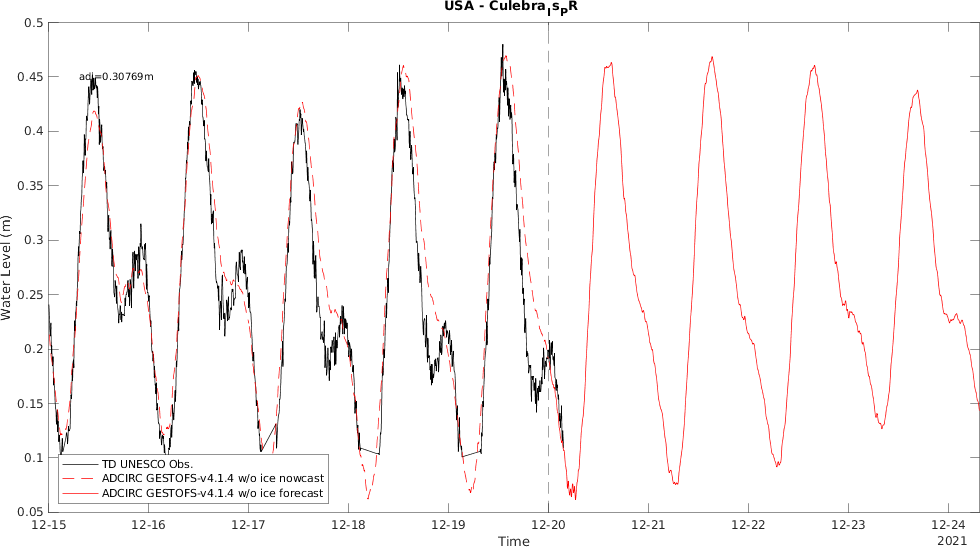 USA - Culebra_Is_PR
0.5
0.45
0.4
0.35
0.3
0.25
0.2
0.15
0.1
0.05
Water Level (m)
adj=0.30769m
TD UNESCO Obs.
ADCIRC GESTOFS-v4.1.4 w/o ice nowcast
ADCIRC GESTOFS-v4.1.4 w/o ice forecast
12-15 12-16 12-17 12-18 12-19 12-20 12-21 12-22 12-23 12-24
Time
2021